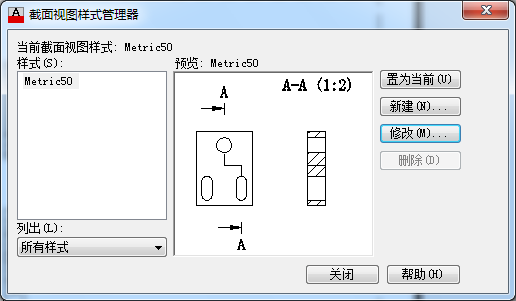 截面视图样式管理器
当前截面视图样式: Metric50
样式(S):
Metric50
预览: Metric50
A
A-A (1:2)
A
置为当前(U)
新建(N)...
修改(M)...
删除(D)
列出(L):
所有样式
关闭
帮助(H)